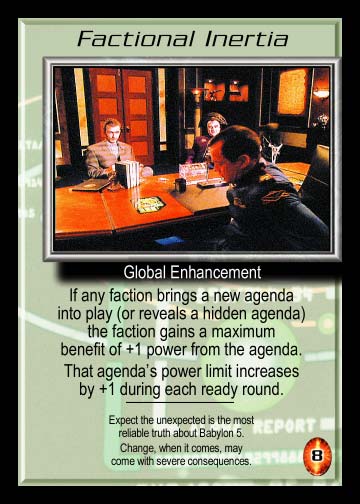 Factional Inertia
Global Enhancement
If any faction brings a new agenda
into play (or reveals a hidden agenda)
the faction gains a maximum
benefit of +1 power from the agenda.
That agenda's power limit increases
by +1 during each ready round.
Expect the unexpected is the most
reliable truth about Babylon 5.
Change, when it comes, may
come with severe consequences.
REPORT
8